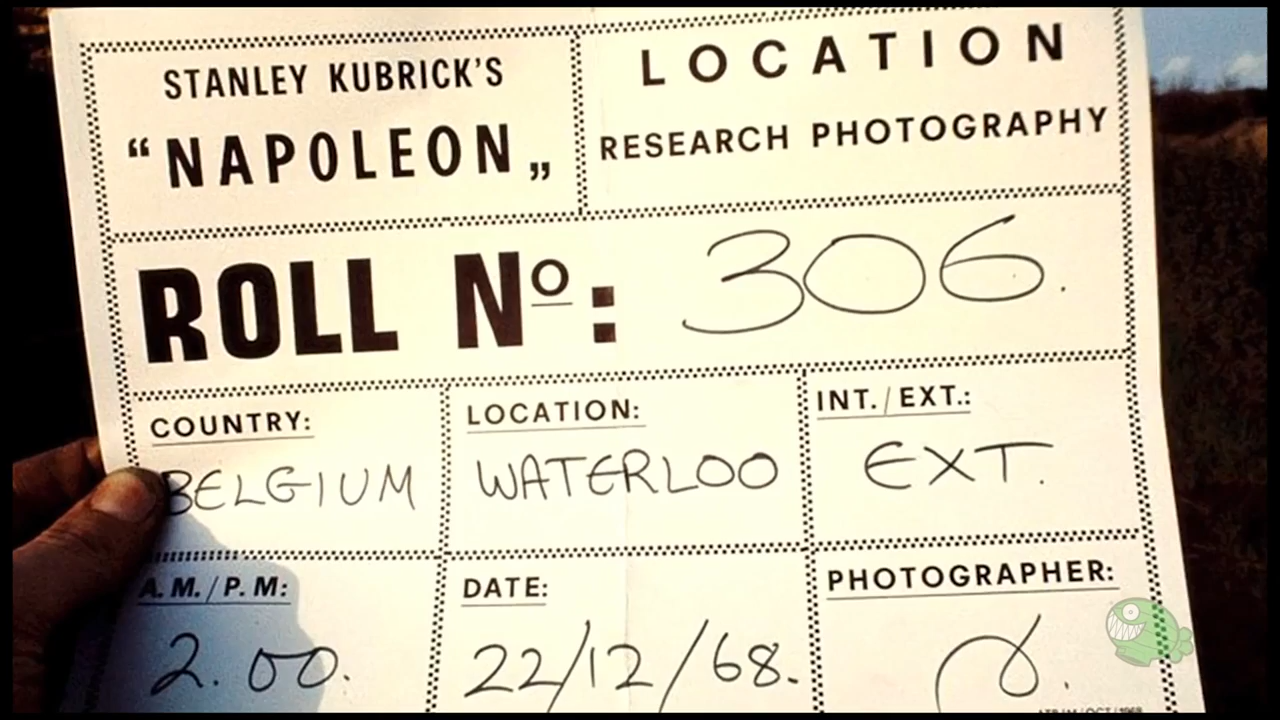 STANLEY KUBRICK'S
“NAPOLEON„
LOCATION
RESEARCH PHOTOGRAPHY
ROLL Nº: 306.
COUNTRY:
BELGIUM
LOCATION:
WATERLOO
INT./EXT.:
EXT.
A.M./P.M:
2.00.
DATE:
22/12/68.
PHOTOGRAPHER: